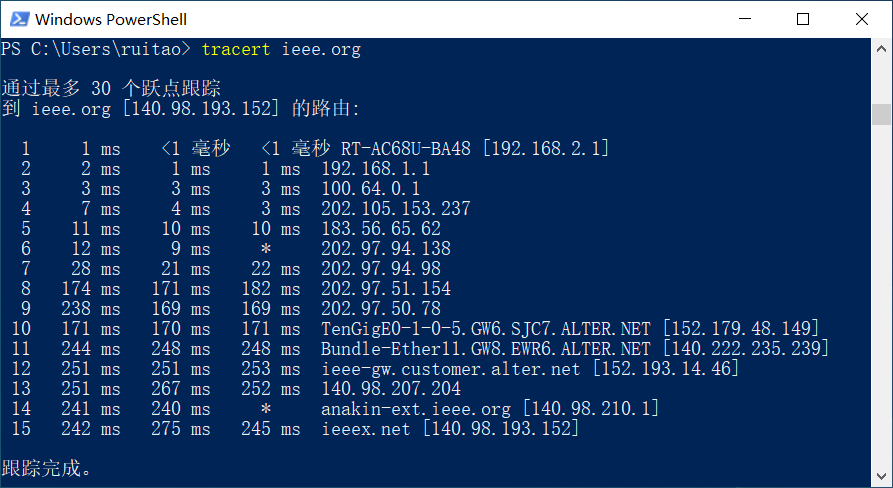 Windows PowerShell
PS C:\Users\ruitao> tracert ieee.org
通过最多 30 个跃点跟踪
到 ieee.org [140.98.193.152] 的路由:
1 1 ms <1 毫秒 <1 毫秒 RT-AC68U-BA48 [192.168.2.1]
2 2 ms 1 ms 1 ms 192.168.1.1
3 3 ms 3 ms 3 ms 100.64.0.1
4 7 ms 4 ms 3 ms 202.105.153.237
5 11 ms 10 ms 10 ms 183.56.65.62
6 12 ms 9 ms * 202.97.94.138
7 28 ms 21 ms 22 ms 202.97.94.98
8 174 ms 171 ms 182 ms 202.97.51.154
9 238 ms 169 ms 169 ms 202.97.50.78
10 171 ms 170 ms 171 ms TenGigE0-1-0-5.GW6.SJC7.ALTER.NET [152.179.48.149]
11 244 ms 248 ms 248 ms Bundle-Ether11.GW8.EWR6.ALTER.NET [140.222.235.239]
12 251 ms 251 ms 253 ms ieee-gw.customer.alter.net [152.193.14.46]
13 251 ms 267 ms 252 ms 140.98.207.204
14 241 ms 240 ms * anakin-ext.ieee.org [140.98.210.1]
15 242 ms 275 ms 245 ms ieeex.net [140.98.193.152]
跟踪完成。